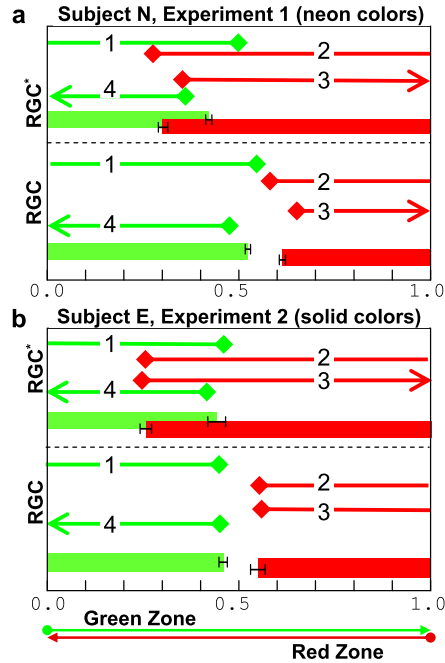 a Subject N, Experiment 1 (neon colors)
RGC*
1
2
3
4
RGC
1
2
3
4
0.0 0.5 1.0
b Subject E, Experiment 2 (solid colors)
RGC*
1
2
3
4
RGC
1
2
3
4
0.0 0.5 1.0
Green Zone
Red Zone